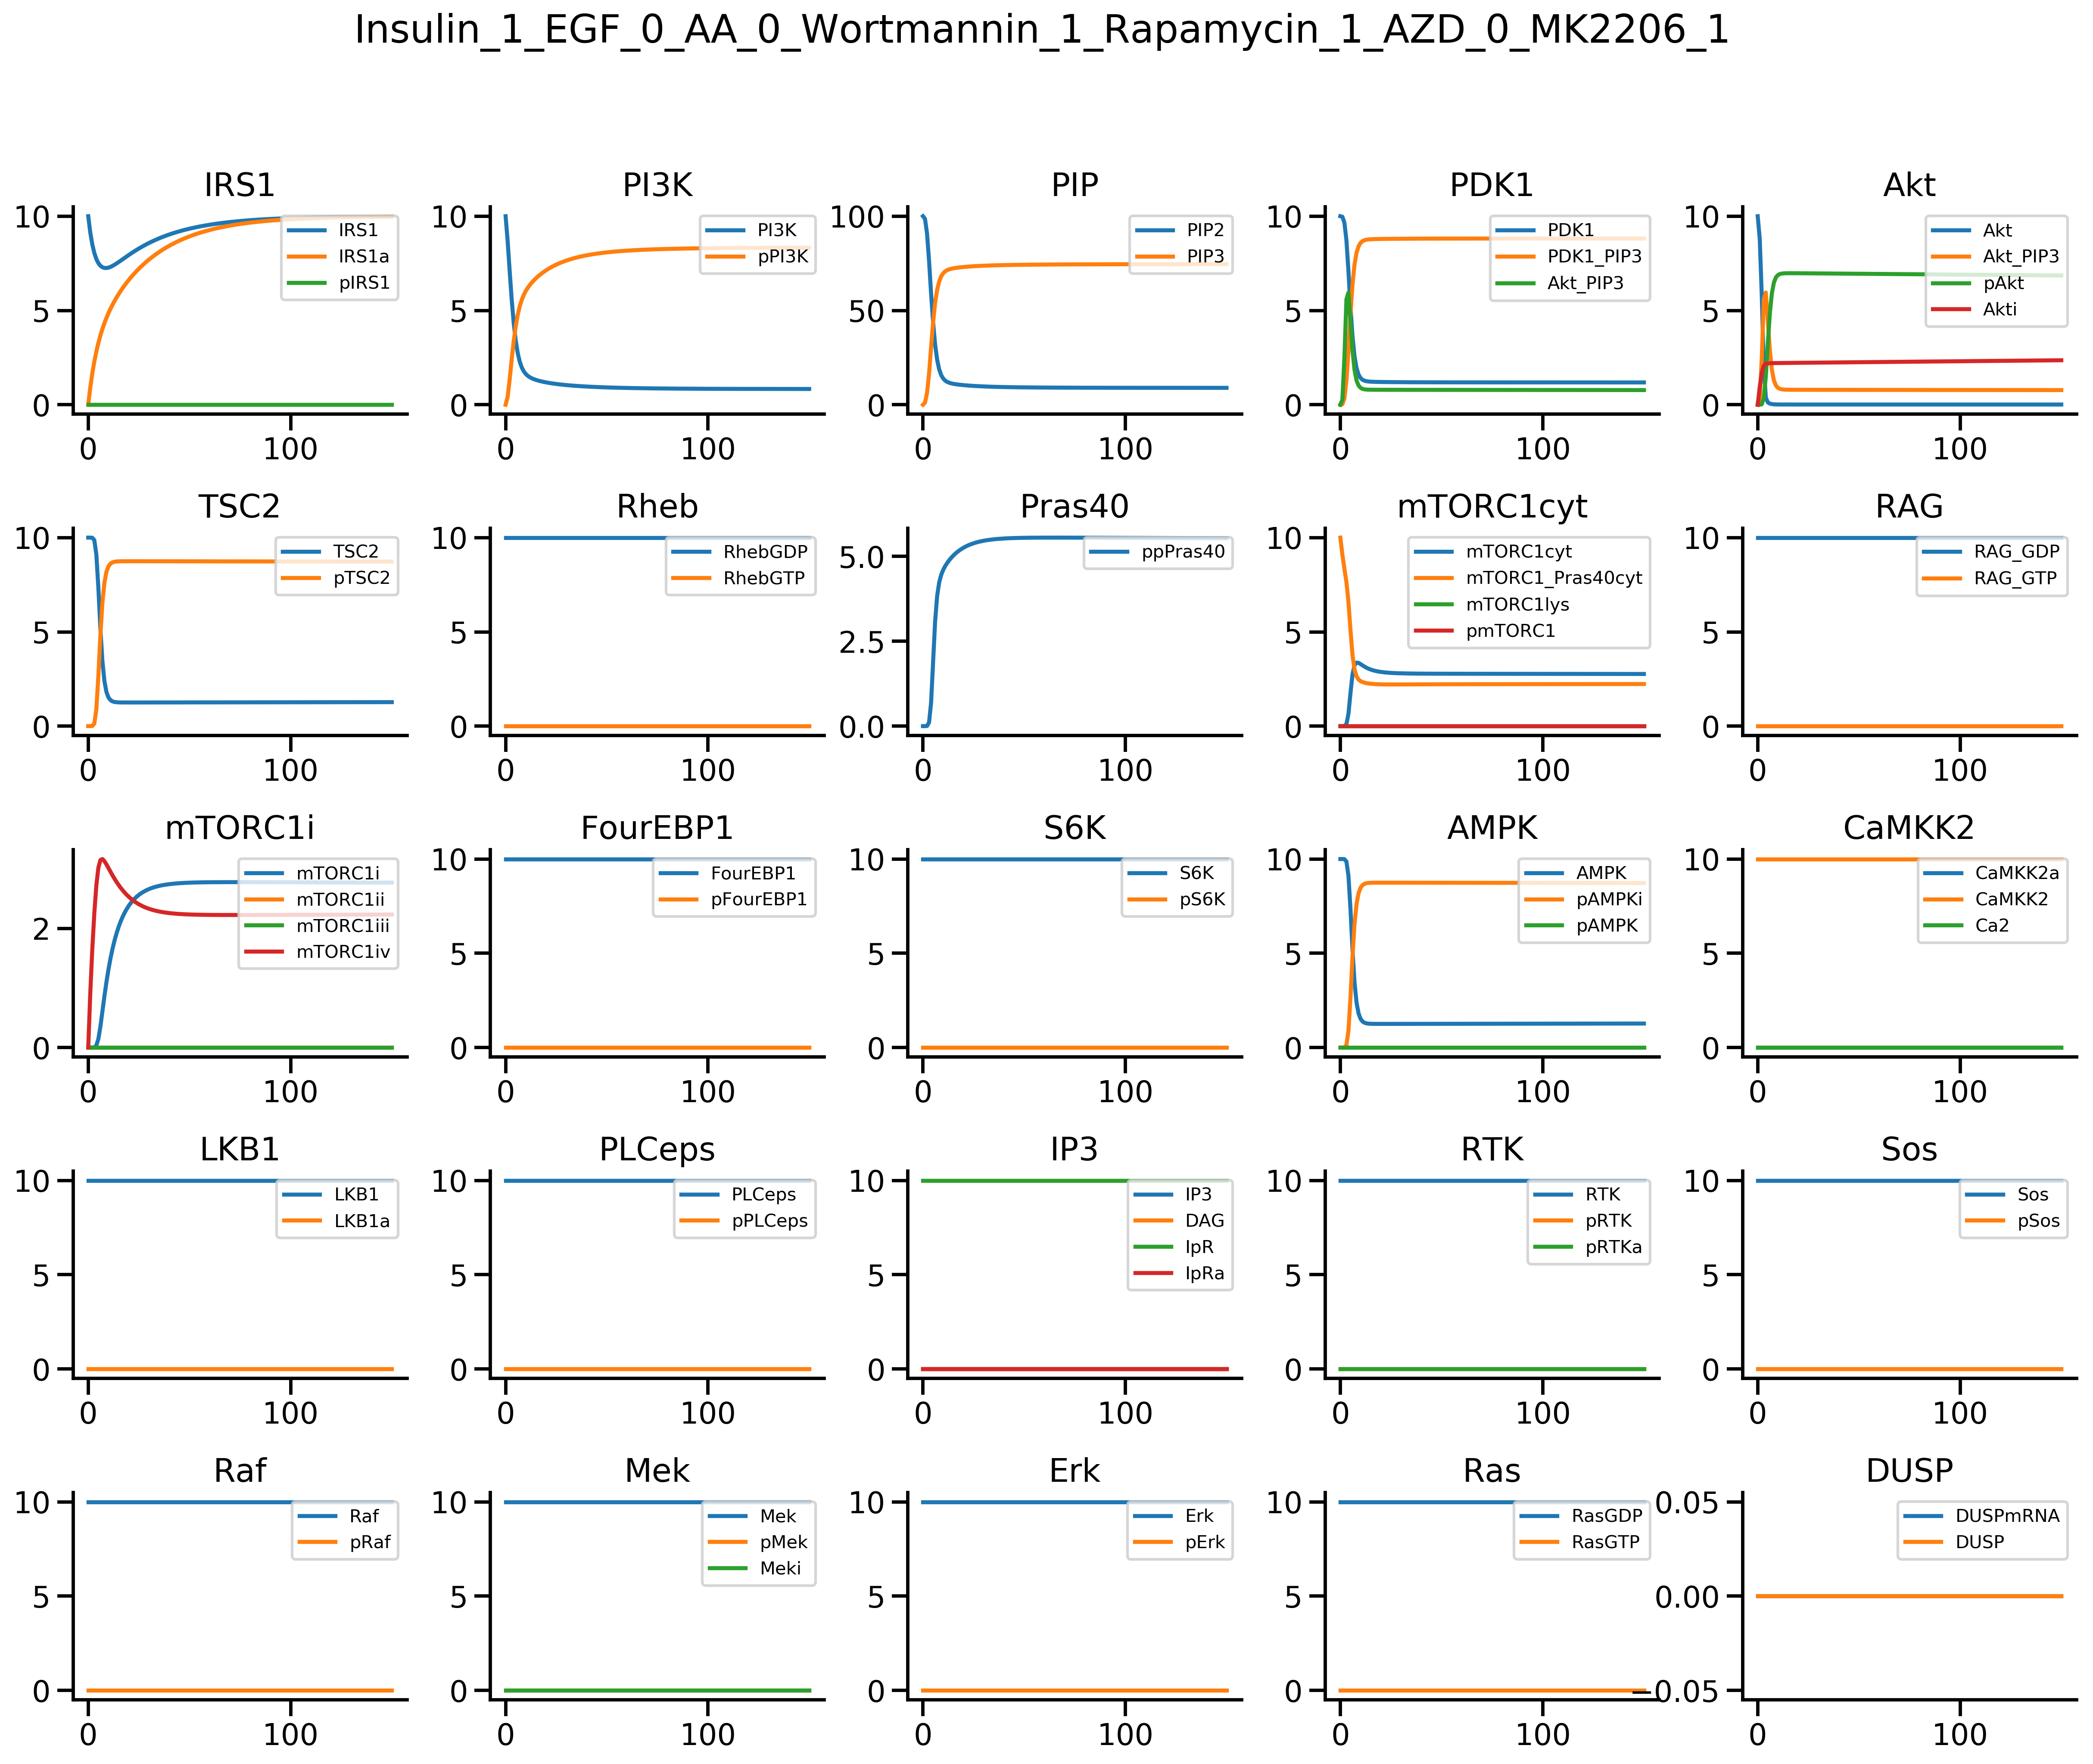 Insulin_1_EGF_0_AA_0_Wortmannin_1_Rapamycin_1_AZD_0_MK2206_1
IRS1
10
5
0
0
100
IRS1
IRS1a
pIRS1
PI3K
10
5
0
0
100
PI3K
pPI3K
PIP
100
50
0
0
100
PIP2
PIP3
PDK1
10
5
0
0
100
PDK1
PDK1_PIP3
Akt_PIP3
Akt
10
5
0
0
100
Akt
Akt_PIP3
pAkt
Akti
TSC2
10
5
0
0
100
TSC2
pTSC2
Rheb
10
5
0
0
100
RhebGDP
RhebGTP
Pras40
5.0
2.5
0.0
0
100
ppPras40
mTORC1cyt
10
5
0
0
100
mTORC1cyt
mTORC1_Pras40cyt
mTORC1lys
pmTORC1
RAG
10
5
0
0
100
RAG_GDP
RAG_GTP
mTORC1i
2
0
0
100
mTORC1i
mTORC1ii
mTORC1iii
mTORC1iv
FourEBP1
10
5
0
0
100
FourEBP1
pFourEBP1
S6K
10
5
0
0
100
S6K
pS6K
AMPK
10
5
0
0
100
AMPK
pAMPKi
pAMPK
CaMKK2
10
5
0
0
100
CaMKK2a
CaMKK2
Ca2
LKB1
10
5
0
0
100
LKB1
LKB1a
PLCeps
10
5
0
0
100
PLCeps
pPLCeps
IP3
10
5
0
0
100
IP3
DAG
IpR
IpRa
RTK
10
5
0
0
100
RTK
pRTK
pRTKa
Sos
10
5
0
0
100
Sos
pSos
Raf
10
5
0
0
100
Raf
pRaf
Mek
10
5
0
0
100
Mek
pMek
Meki
Erk
10
5
0
0
100
Erk
pErk
Ras
10
5
0
0
100
RasGDP
RasGTP
DUSP
0.05
0.00
−0.05
0
100
DUSPmRNA
DUSP